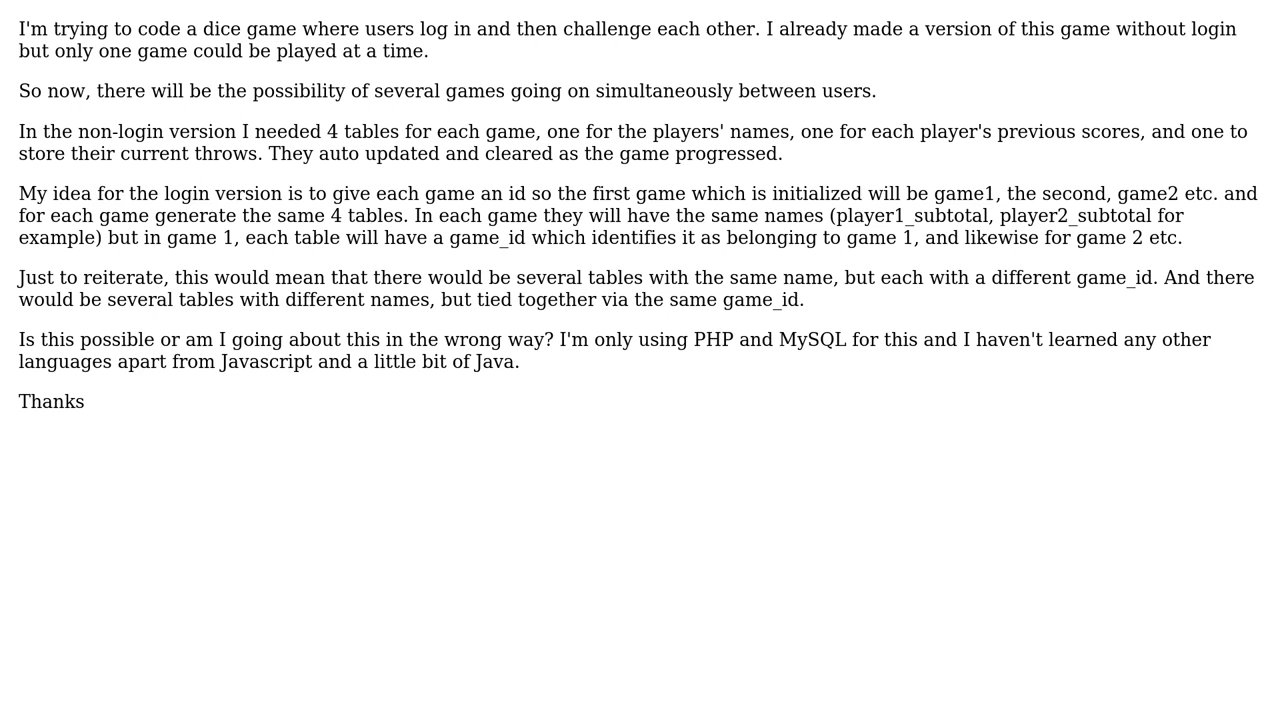 I'm trying to code a dice game where users log in and then challenge each other. I already made a version of this game without login
but only one game could be played at a time.
So now, there will be the possibility of several games going on simultaneously between users.
In the non-login version I needed 4 tables for each game, one for the players' names, one for each player's previous scores, and one to
store their current throws. They auto updated and cleared as the game progressed.
My idea for the login version is to give each game an id so the first game which is initialized will be game1, the second, game2 etc. and
for each game generate the same 4 tables. In each game they will have the same names (player1_subtotal, player2_subtotal for
example) but in game 1, each table will have a game_id which identifies it as belonging to game 1, and likewise for game 2 etc.
Just to reiterate, this would mean that there would be several tables with the same name, but each with a different game_id. And there
would be several tables with different names, but tied together via the same game_id.
Is this possible or am I going about this in the wrong way? I'm only using PHP and MySQL for this and I haven't learned any other
languages apart from Javascript and a little bit of Java.
Thanks